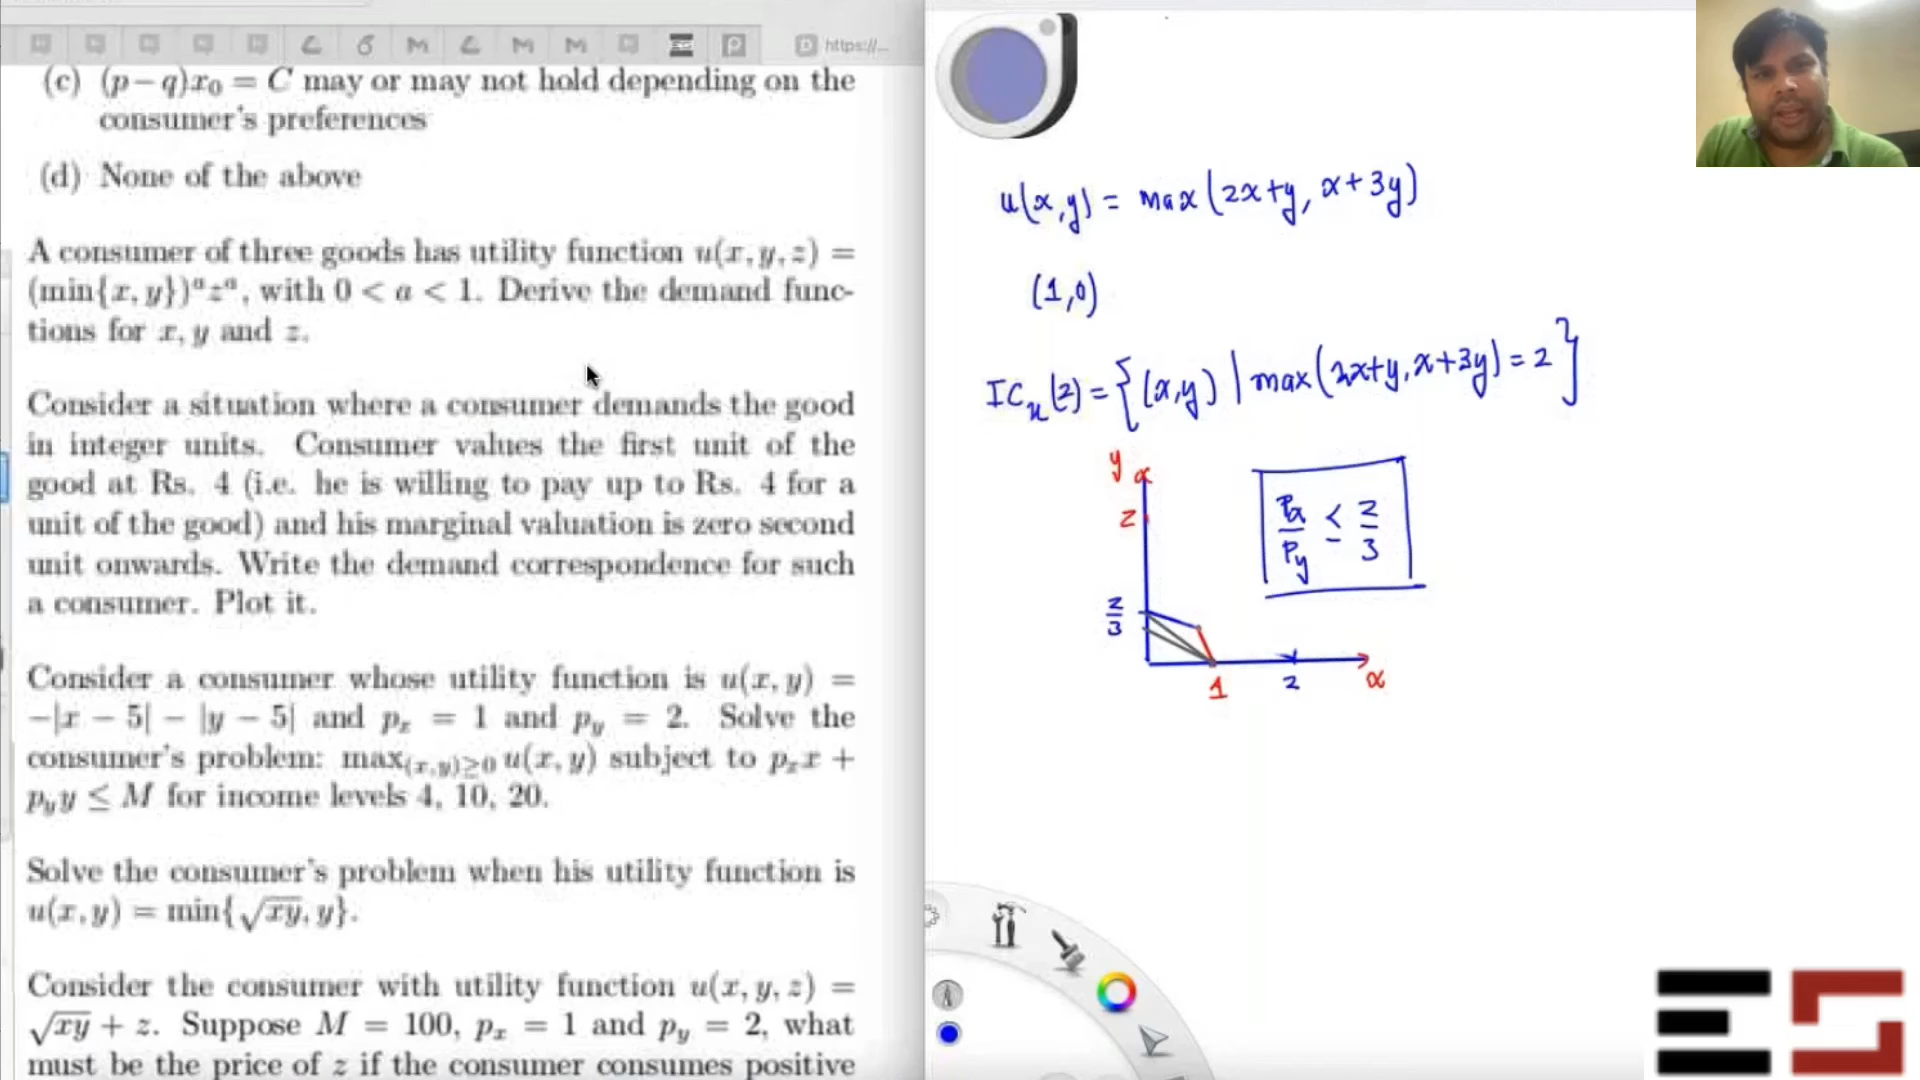 https://...
(c) (p−q)x₀ = C may or may not hold depending on the
consumer's preferences
(d) None of the above
A consumer of three goods has utility function u(x, y, z) =
(min{x, y})ᵃzᵃ, with 0 < a < 1. Derive the demand func-
tions for x, y and z.
Consider a situation where a consumer demands the good
in integer units. Consumer values the first unit of the
good at Rs. 4 (i.e. he is willing to pay up to Rs. 4 for a
unit of the good) and his marginal valuation is zero second
unit onwards. Write the demand correspondence for such
a consumer. Plot it.
Consider a consumer whose utility function is u(x, y) =
−|x − 5| − |y − 5| and pₓ = 1 and p_y = 2. Solve the
consumer's problem: max₍ₓ,ᵧ₎≥₀ u(x, y) subject to pₓx +
p_y y ≤ M for income levels 4, 10, 20.
Solve the consumer's problem when his utility function is
u(x, y) = min{√xy, y}.
Consider the consumer with utility function u(x, y, z) =
√xy + z. Suppose M = 100, pₓ = 1 and p_y = 2, what
must be the price of z if the consumer consumes positive
u(x,y) = max(2x+y, x+3y)
(1,0)
ICᵤ(2) = {(x,y) | max(2x+y, x+3y) = 2}
y
2
2/3
1
2
x
Pₓ/P_y ≤ 2/3
ES